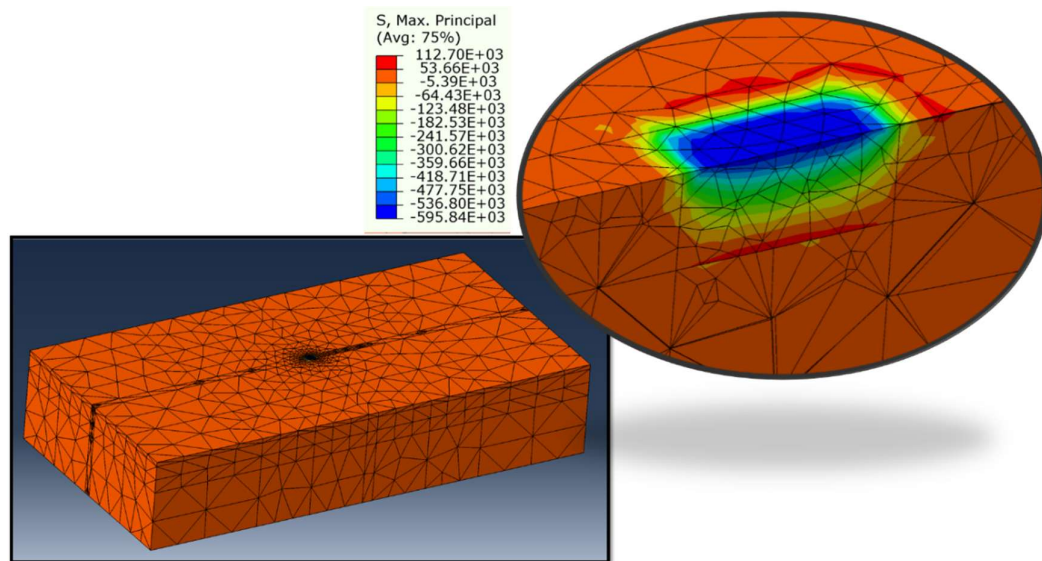 S, Max. Principal
(Avg: 75%)
112.70E+03
53.66E+03
-5.39E+03
-64.43E+03
-123.48E+03
-182.53E+03
-241.57E+03
-300.62E+03
-359.66E+03
-418.71E+03
-477.75E+03
-536.80E+03
-595.84E+03